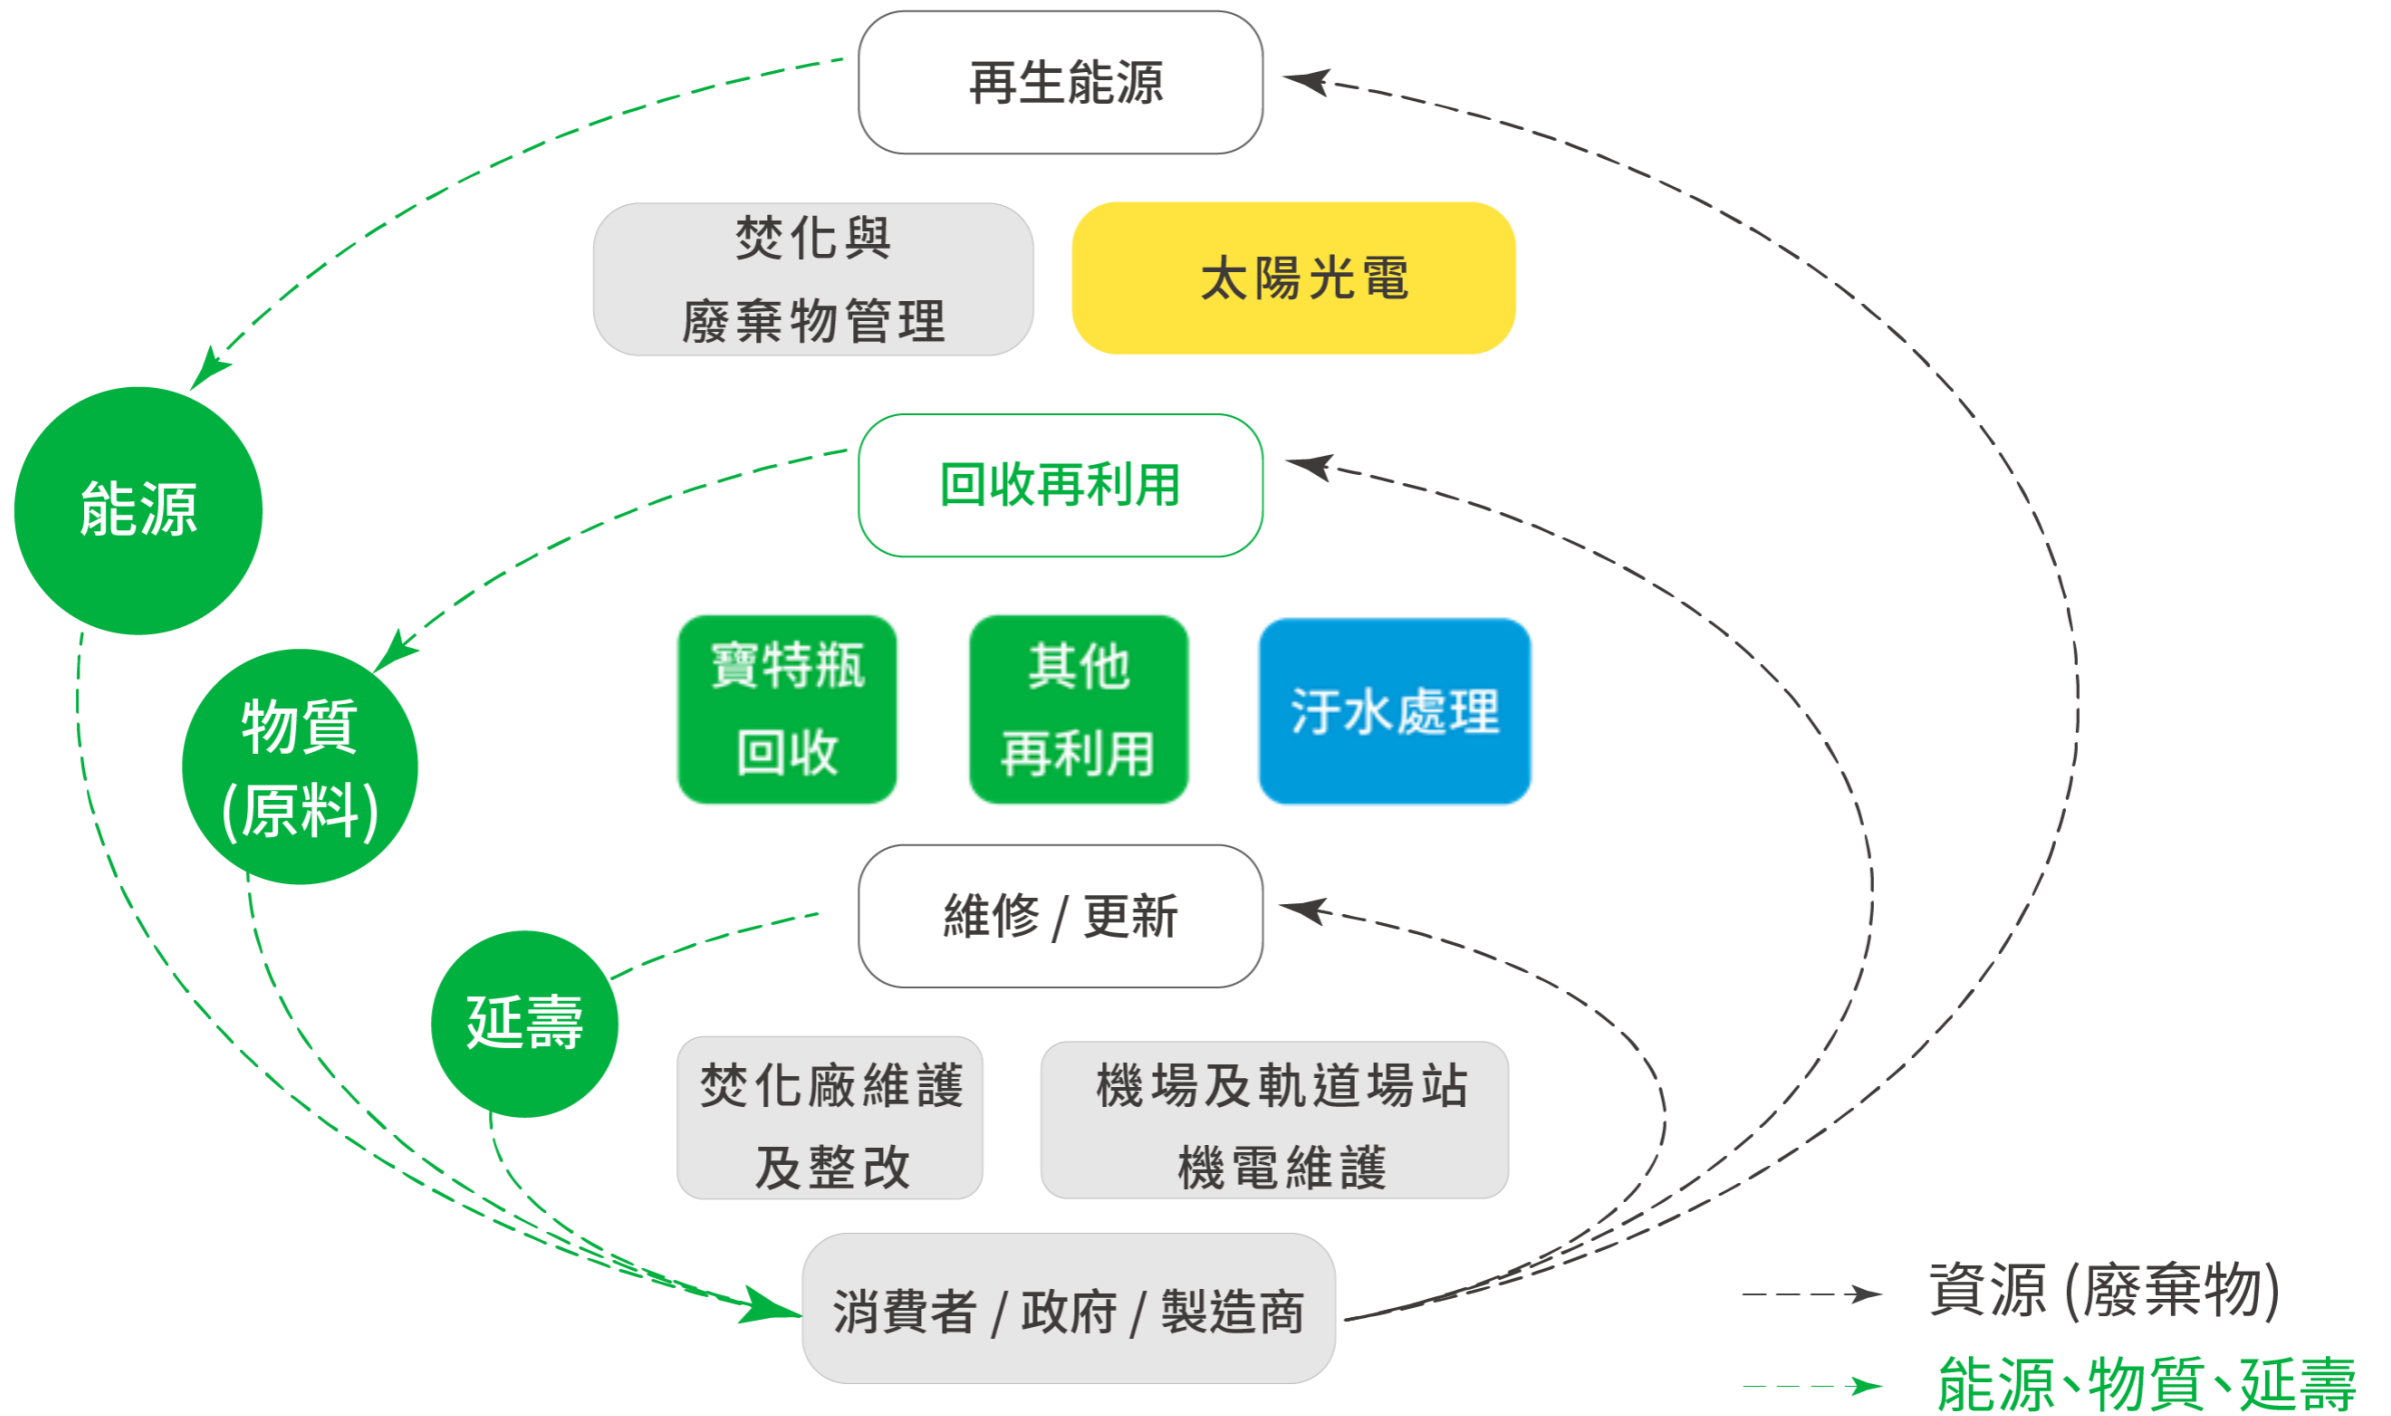 再生能源
焚化與
廢棄物管理
太陽光電
能源
回收再利用
寶特瓶
回收
其他
再利用
汙水處理
物質
(原料)
維修 / 更新
延壽
焚化廠維護
及整改
機場及軌道場站
機電維護
消費者 / 政府 / 製造商
資源 (廢棄物)
能源、物質、延壽